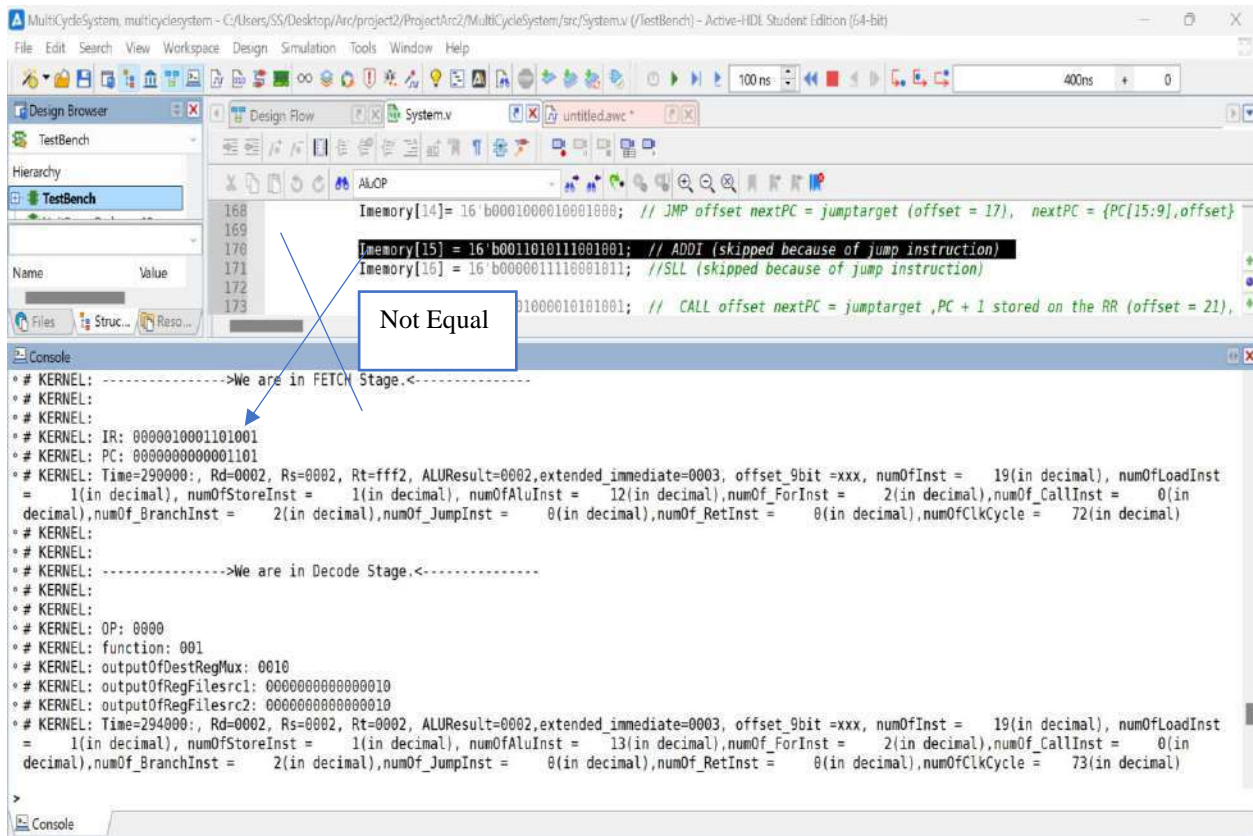 MultiCycleSystem, multicyclesystem - C:/Users/SS/Desktop/Arc/project2/ProjectArc2/MultiCycleSystem/src/System.v (/TestBench) - Active-HDL Student Edition (64-bit)
File Edit Search View Workspace Design Simulation Tools Window Help
100 ns 400ns + 0
Design Browser Design Flow System.v untitled.awc *
TestBench
Hierarchy
AluOP
TestBench
168 Imemory[14]= 16'b0001000010001000; // JMP offset nextPC = jumptarget (offset = 17), nextPC = {PC[15:9],offset}
169
170 Imemory[15] = 16'b0011010111001001; // ADDI (skipped because of jump instruction)
Name Value
171 Imemory[16] = 16'b0000011110001011; //SLL (skipped because of jump instruction)
172
173 01000010101001; // CALL offset nextPC = jumptarget ,PC + 1 stored on the RR (offset = 21),
Files Struc... Reso...
Not Equal
Console
# KERNEL: ---------------->We are in FETCH Stage.<---------------
# KERNEL:
# KERNEL:
# KERNEL: IR: 0000010001101001
# KERNEL: PC: 0000000000001101
# KERNEL: Time=290000:, Rd=0002, Rs=0002, Rt=fff2, ALUResult=0002,extended_immediate=0003, offset_9bit =xxx, numOfInst = 19(in decimal), numOfLoadInst
= 1(in decimal), numOfStoreInst = 1(in decimal), numOfAluInst = 12(in decimal),numOf_ForInst = 2(in decimal),numOf_CallInst = 0(in
decimal),numOf_BranchInst = 2(in decimal),numOf_JumpInst = 0(in decimal),numOf_RetInst = 0(in decimal),numOfClkCycle = 72(in decimal)
# KERNEL:
# KERNEL:
# KERNEL: ---------------->We are in Decode Stage.<---------------
# KERNEL:
# KERNEL:
# KERNEL: OP: 0000
# KERNEL: function: 001
# KERNEL: outputOfDestRegMux: 0010
# KERNEL: outputOfRegFilesrc1: 0000000000000010
# KERNEL: outputOfRegFilesrc2: 0000000000000010
# KERNEL: Time=294000:, Rd=0002, Rs=0002, Rt=0002, ALUResult=0002,extended_immediate=0003, offset_9bit =xxx, numOfInst = 19(in decimal), numOfLoadInst
= 1(in decimal), numOfStoreInst = 1(in decimal), numOfAluInst = 13(in decimal),numOf_ForInst = 2(in decimal),numOf_CallInst = 0(in
decimal),numOf_BranchInst = 2(in decimal),numOf_JumpInst = 0(in decimal),numOf_RetInst = 0(in decimal),numOfClkCycle = 73(in decimal)
>
Console